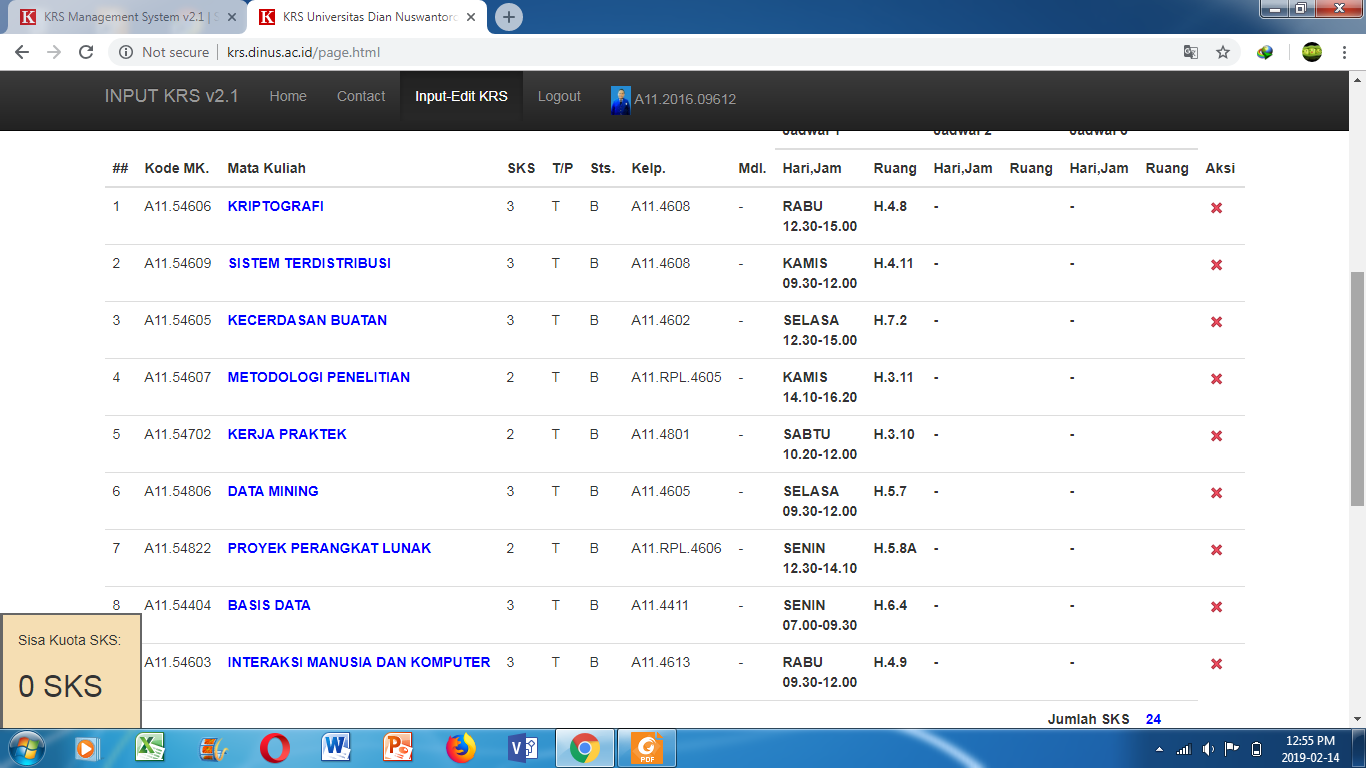 KRS Management System v2.1 | S
KRS Universitas Dian Nuswantoro
Not secure | krs.dinus.ac.id/page.html
INPUT KRS v2.1 Home Contact Input-Edit KRS Logout A11.2016.09612
Jadwal 1 Jadwal 2 Jadwal 3
## Kode MK. Mata Kuliah SKS T/P Sts. Kelp. Mdl. Hari,Jam Ruang Hari,Jam Ruang Hari,Jam Ruang Aksi
1 A11.54606 KRIPTOGRAFI 3 T B A11.4608 - RABU H.4.8 - -
12.30-15.00
2 A11.54609 SISTEM TERDISTRIBUSI 3 T B A11.4608 - KAMIS H.4.11 - -
09.30-12.00
3 A11.54605 KECERDASAN BUATAN 3 T B A11.4602 - SELASA H.7.2 - -
12.30-15.00
4 A11.54607 METODOLOGI PENELITIAN 2 T B A11.RPL.4605 - KAMIS H.3.11 - -
14.10-16.20
5 A11.54702 KERJA PRAKTEK 2 T B A11.4801 - SABTU H.3.10 - -
10.20-12.00
6 A11.54806 DATA MINING 3 T B A11.4605 - SELASA H.5.7 - -
09.30-12.00
7 A11.54822 PROYEK PERANGKAT LUNAK 2 T B A11.RPL.4606 - SENIN H.5.8A - -
12.30-14.10
8 A11.54404 BASIS DATA 3 T B A11.4411 - SENIN H.6.4 - -
07.00-09.30
A11.54603 INTERAKSI MANUSIA DAN KOMPUTER 3 T B A11.4613 - RABU H.4.9 - -
09.30-12.00
Jumlah SKS 24
Sisa Kuota SKS:
0 SKS
PDF
12:55 PM
2019-02-14